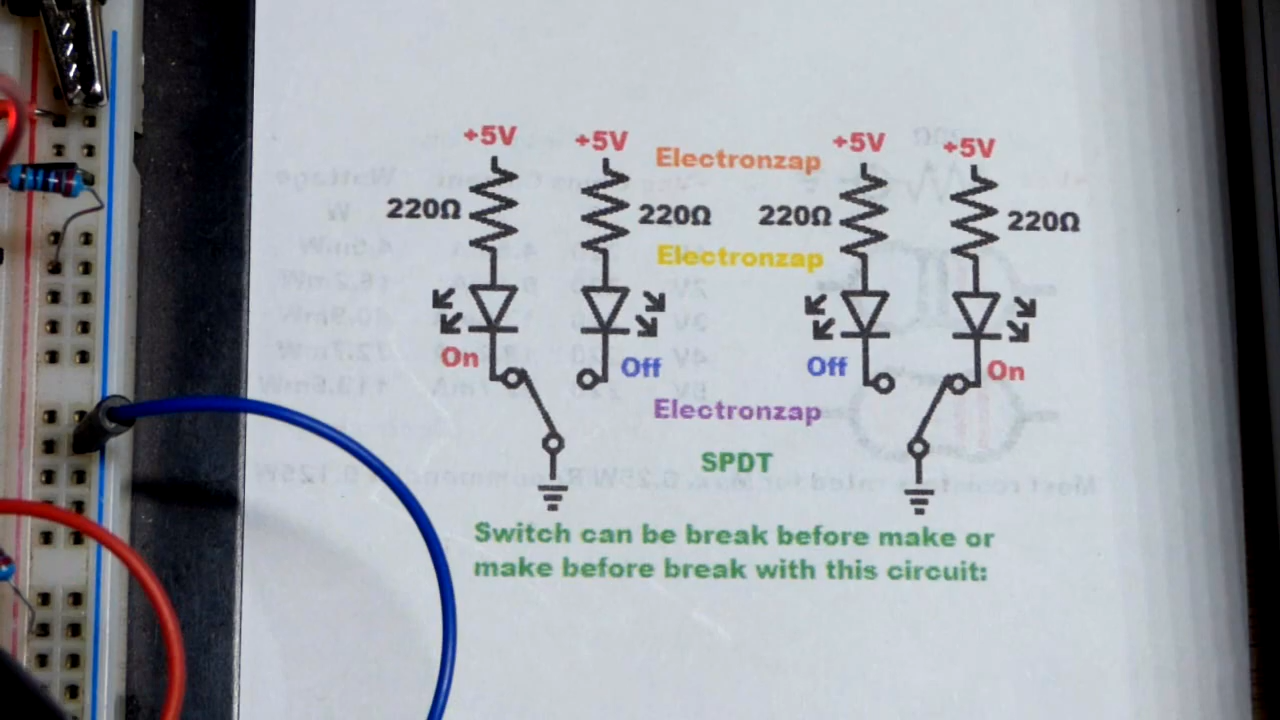 +5V +5V Electronzap +5V +5V
220Ω 220Ω 220Ω 220Ω
Electronzap
On Off Off On
Electronzap
SPDT
Switch can be break before make or
make before break with this circuit: